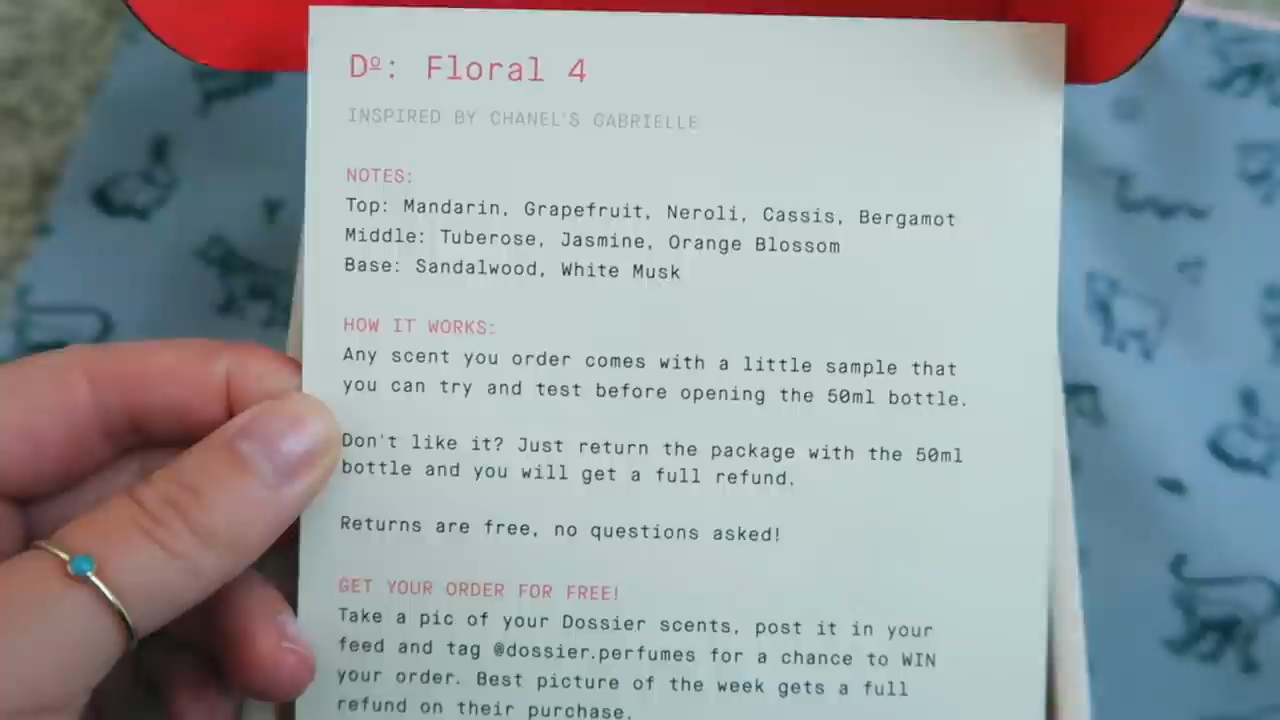 Dº: Floral 4
INSPIRED BY CHANEL'S GABRIELLE
NOTES:
Top: Mandarin, Grapefruit, Neroli, Cassis, Bergamot
Middle: Tuberose, Jasmine, Orange Blossom
Base: Sandalwood, White Musk
HOW IT WORKS:
Any scent you order comes with a little sample that
you can try and test before opening the 50ml bottle.
Don't like it? Just return the package with the 50ml
bottle and you will get a full refund.
Returns are free, no questions asked!
GET YOUR ORDER FOR FREE!
Take a pic of your Dossier scents, post it in your
feed and tag @dossier.perfumes for a chance to WIN
your order. Best picture of the week gets a full
refund on their purchase.